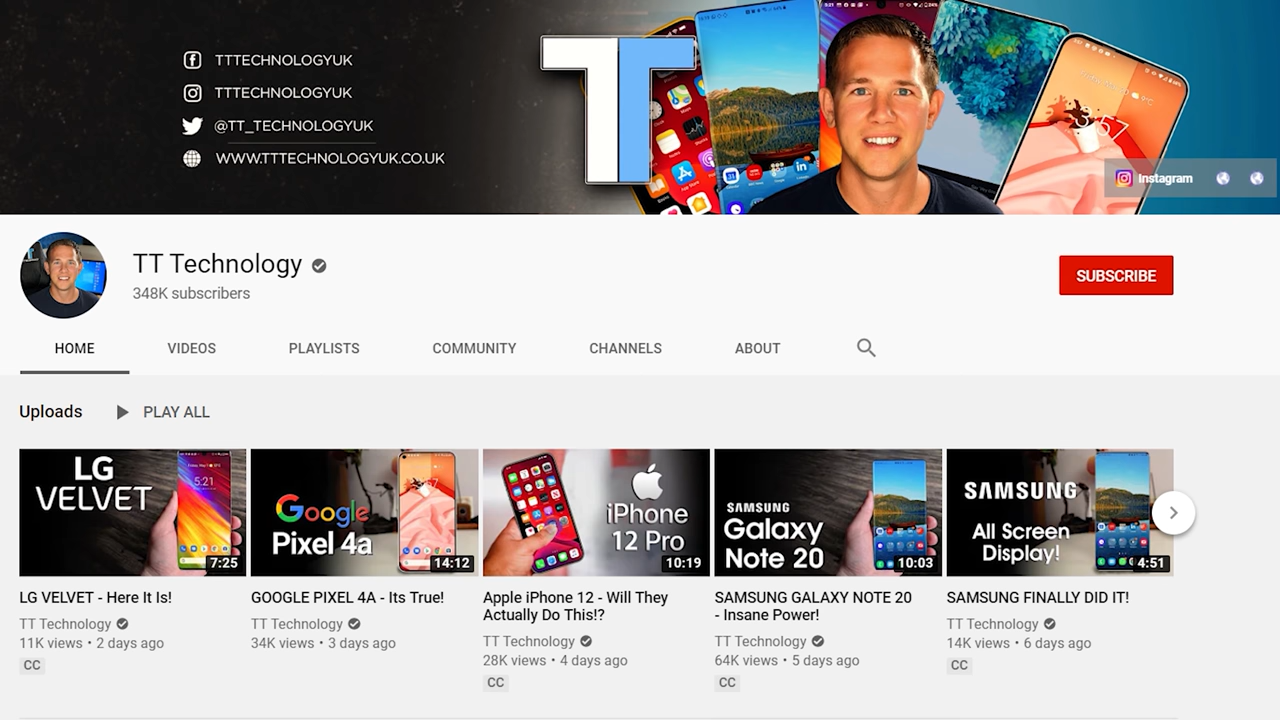 TTTECHNOLOGYUK
TTTECHNOLOGYUK
@TT_TECHNOLOGYUK
WWW.TTTECHNOLOGYUK.CO.UK
TT
3:57
Instagram
TT Technology
348K subscribers
SUBSCRIBE
HOME VIDEOS PLAYLISTS COMMUNITY CHANNELS ABOUT
Uploads PLAY ALL
LG
VELVET
5:21
7:25
Google
Pixel 4a
14:12
iPhone
12 Pro
10:19
SAMSUNG
Galaxy
Note 20
10:03
SAMSUNG
All Screen
Display!
4:51
LG VELVET - Here It Is!
TT Technology
11K views • 2 days ago
CC
GOOGLE PIXEL 4A - Its True!
TT Technology
34K views • 3 days ago
Apple iPhone 12 - Will They
Actually Do This!?
TT Technology
28K views • 4 days ago
CC
SAMSUNG GALAXY NOTE 20
- Insane Power!
TT Technology
64K views • 5 days ago
CC
SAMSUNG FINALLY DID IT!
TT Technology
14K views • 6 days ago
CC